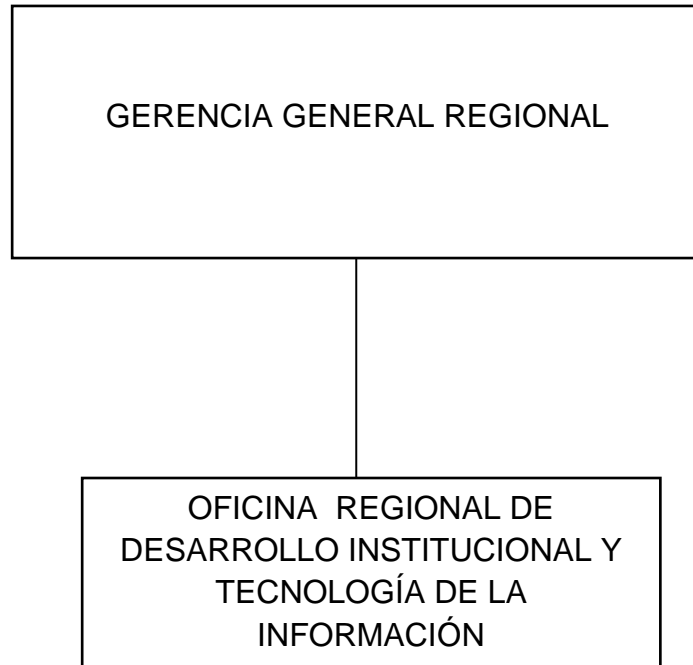 GERENCIA GENERAL REGIONAL
OFICINA REGIONAL DE
DESARROLLO INSTITUCIONAL Y
TECNOLOGÍA DE LA
INFORMACIÓN